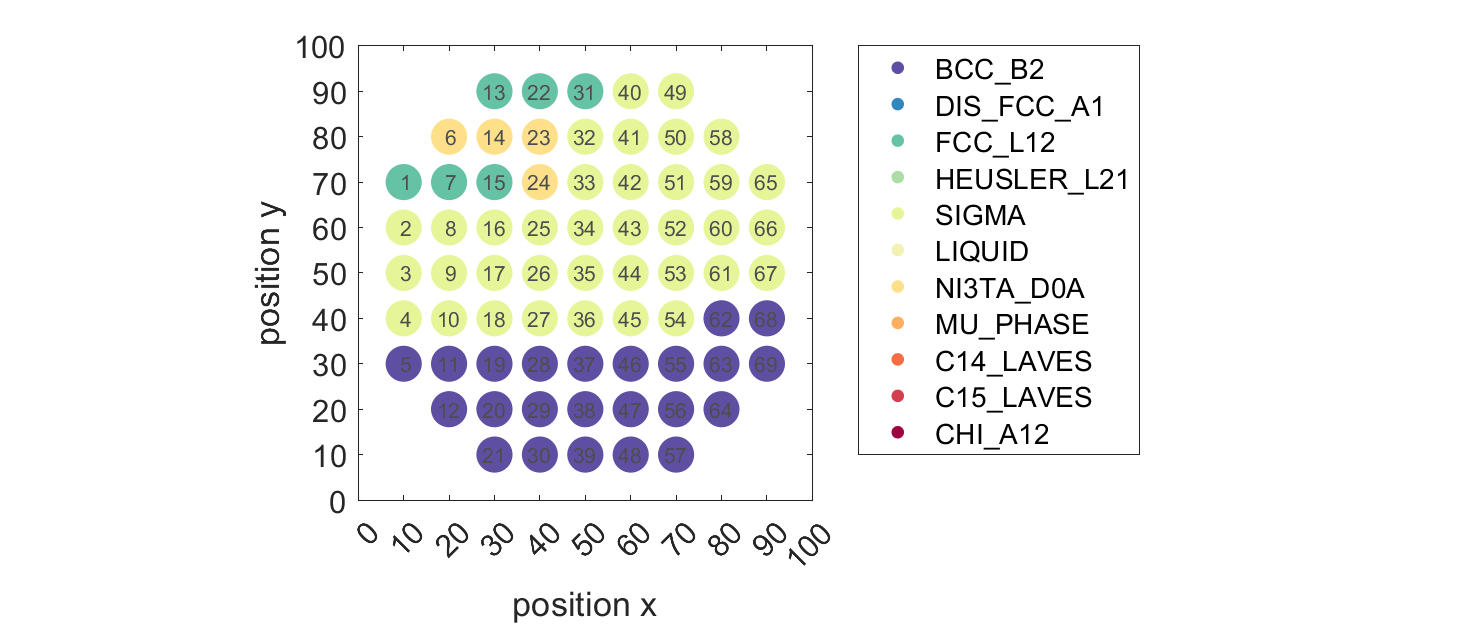 100
90
80
70
60
50
40
30
20
10
0
position y
13 22 31 40 49
6 14 23 32 41 50 58
1 7 15 24 33 42 51 59 65
2 8 16 25 34 43 52 60 66
3 9 17 26 35 44 53 61 67
4 10 18 27 36 45 54 62 68
5 11 19 28 37 46 55 63 69
12 20 29 38 47 56 64
21 30 39 48 57
0 10 20 30 40 50 60 70 80 90 100
position x
BCC_B2
DIS_FCC_A1
FCC_L12
HEUSLER_L21
SIGMA
LIQUID
NI3TA_D0A
MU_PHASE
C14_LAVES
C15_LAVES
CHI_A12